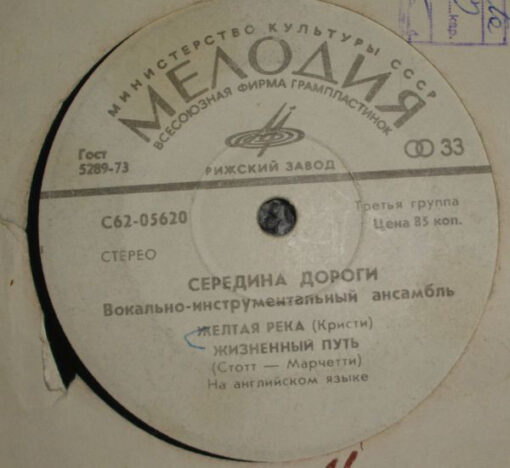 МИНИСТЕРСТВО КУЛЬТУРЫ СССР
МЕЛОДИЯ
ВСЕСОЮЗНАЯ ФИРМА ГРАМПЛАСТИНОК
Гост
5289-73
РИЖСКИЙ ЗАВОД
33
С62-05620
Третья группа
Цена 85 коп.
СТЕРЕО
СЕРЕДИНА ДОРОГИ
Вокально-инструментальный ансамбль
ЖЕЛТАЯ РЕКА (Кристи)
ЖИЗНЕННЫЙ ПУТЬ
(Стотт — Марчетти)
На английском языке